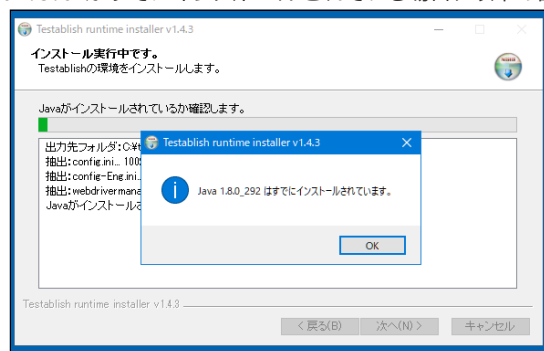 Testablish runtime installer v1.4.3
インストール実行中です。
Testablishの環境をインストールします。
Javaがインストールされているか確認します。
出力先フォルダ:C¥t
抽出:config.ini... 100%
抽出:config-Eng.ini.
抽出:webdrivermana
Javaがインストールさ
Testablish runtime installer v1.4.3
Java 1.8.0_292 はすでにインストールされています。
OK
Testablish runtime installer v1.4.3
< 戻る(B)
次へ(N) >
キャンセル